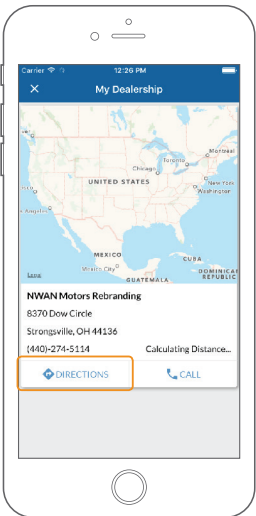 Carrier 12:26 PM
My Dealership
Montreal
Toronto
Chicago
New York
UNITED STATES
Washington
Angeles
MEXICO
CUBA
Mexico City
DOMINICAN
REPUBLIC
Legal
GUATEMALA
NWAN Motors Rebranding
8370 Dow Circle
Strongsville, OH 44136
(440)-274-5114 Calculating Distance...
DIRECTIONS CALL